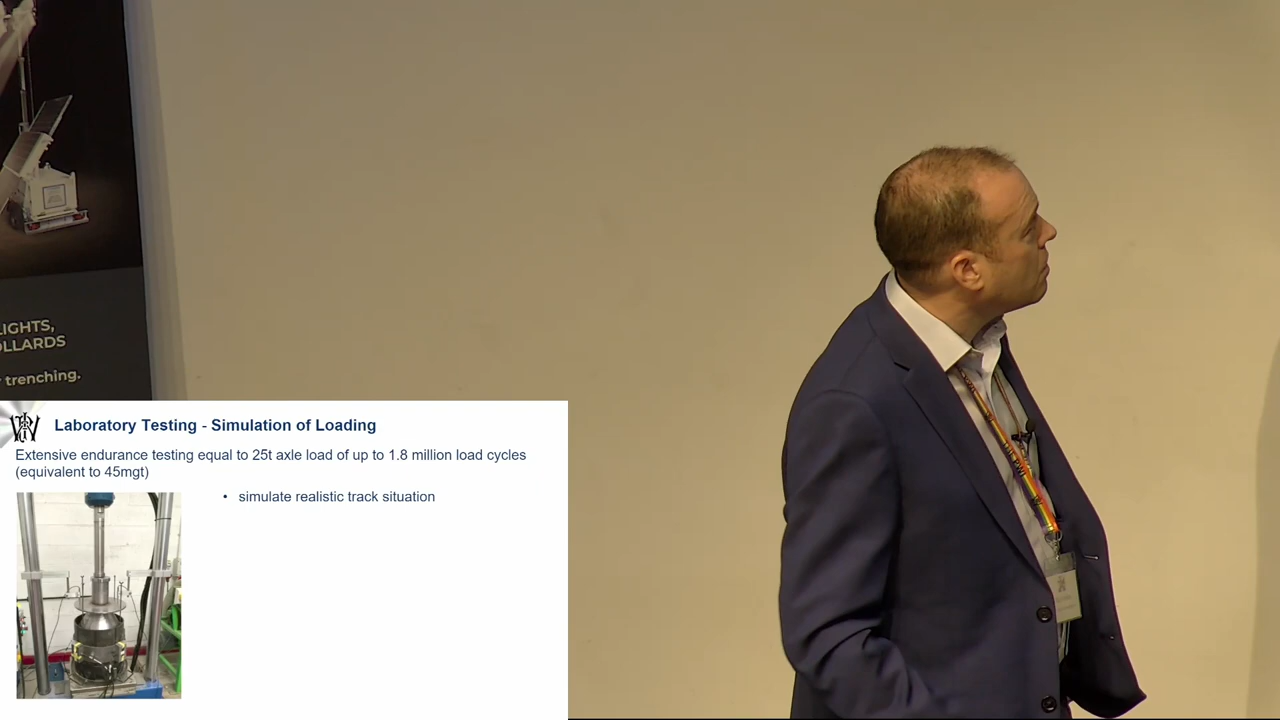 IGHTS,
OLLARDS
trenching.
Laboratory Testing - Simulation of Loading
Extensive endurance testing equal to 25t axle load of up to 1.8 million load cycles
(equivalent to 45mgt)
• simulate realistic track situation